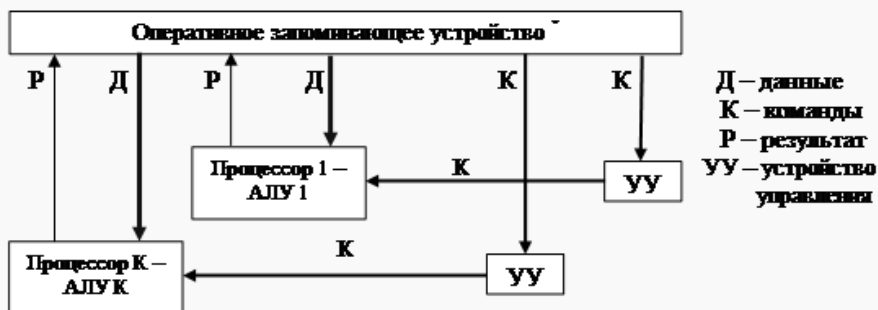 Оперативное запоминающее устройство
Р Д Р Д К К
Д – данные
К – команды
Р – результат
УУ – устройство
управления
Процессор 1 –
АЛУ 1
К
УУ
Процессор К –
АЛУ К
К
УУ